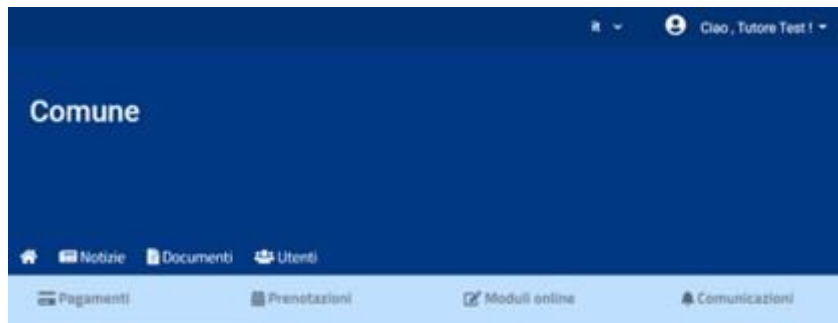 it Ciao , Tutore Test !
Comune
Notizie Documenti Utenti
Pagamenti Prenotazioni Moduli online Comunicazioni